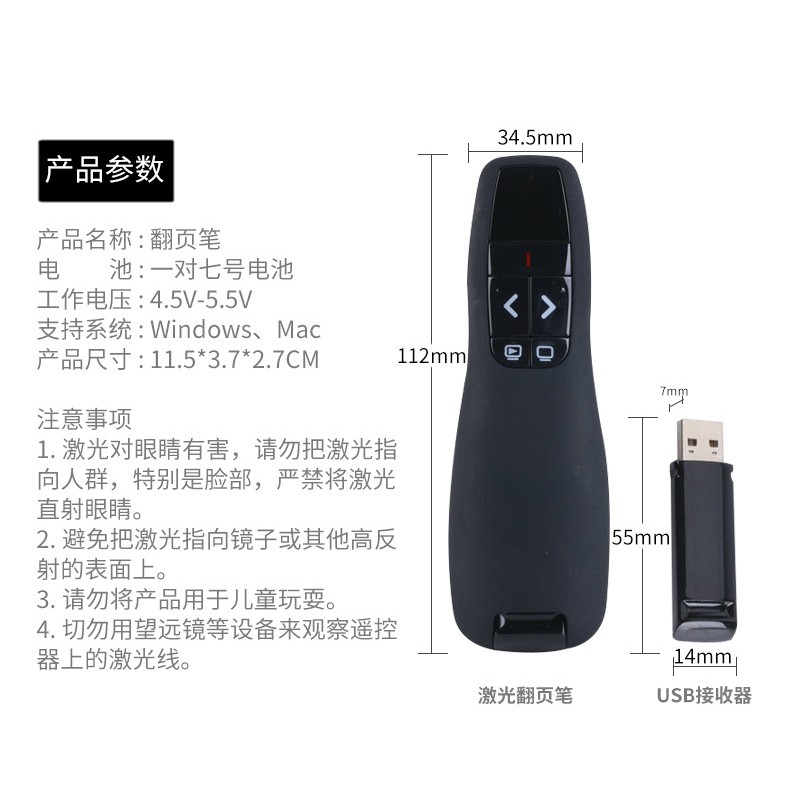 产品参数
产品名称：翻页笔
电　　池：一对七号电池
工作电压：4.5V-5.5V
支持系统：Windows、Mac
产品尺寸：11.5*3.7*2.7CM
注意事项
1. 激光对眼睛有害，请勿把激光指
向人群，特别是脸部，严禁将激光
直射眼睛。
2. 避免把激光指向镜子或其他高反
射的表面上。
3. 请勿将产品用于儿童玩耍。
4. 切勿用望远镜等设备来观察遥控
器上的激光线。
34.5mm
112mm
激光翻页笔
7mm
55mm
14mm
USB接收器